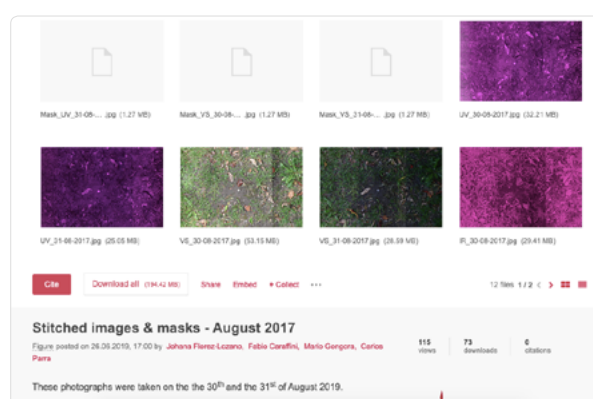 Mask_UV_31-08-... .jpg (1.27 MB)
Mask_VS_30-08-... .jpg (1.27 MB)
Mask_VS_31-08-... .jpg (1.27 MB)
UV_30-08-2017.jpg (32.21 MB)
UV_31-08-2017.jpg (25.05 MB)
VS_30-08-2017.jpg (53.15 MB)
VS_31-08-2017.jpg (28.59 MB)
IR_30-08-2017.jpg (29.41 MB)
Cite
Download all (194.42 MB)
Share
Embed
+ Collect
...
12 files 1 / 2 < >
Stitched images & masks - August 2017
115 views
73 downloads
0 citations
Figure posted on 26.06.2019, 17:00 by Johana Florez-Lozano, Fabio Caraffini, Mario Gongora, Carlos
Parra
These photographs were taken on the the 30th and the 31st of August 2019.